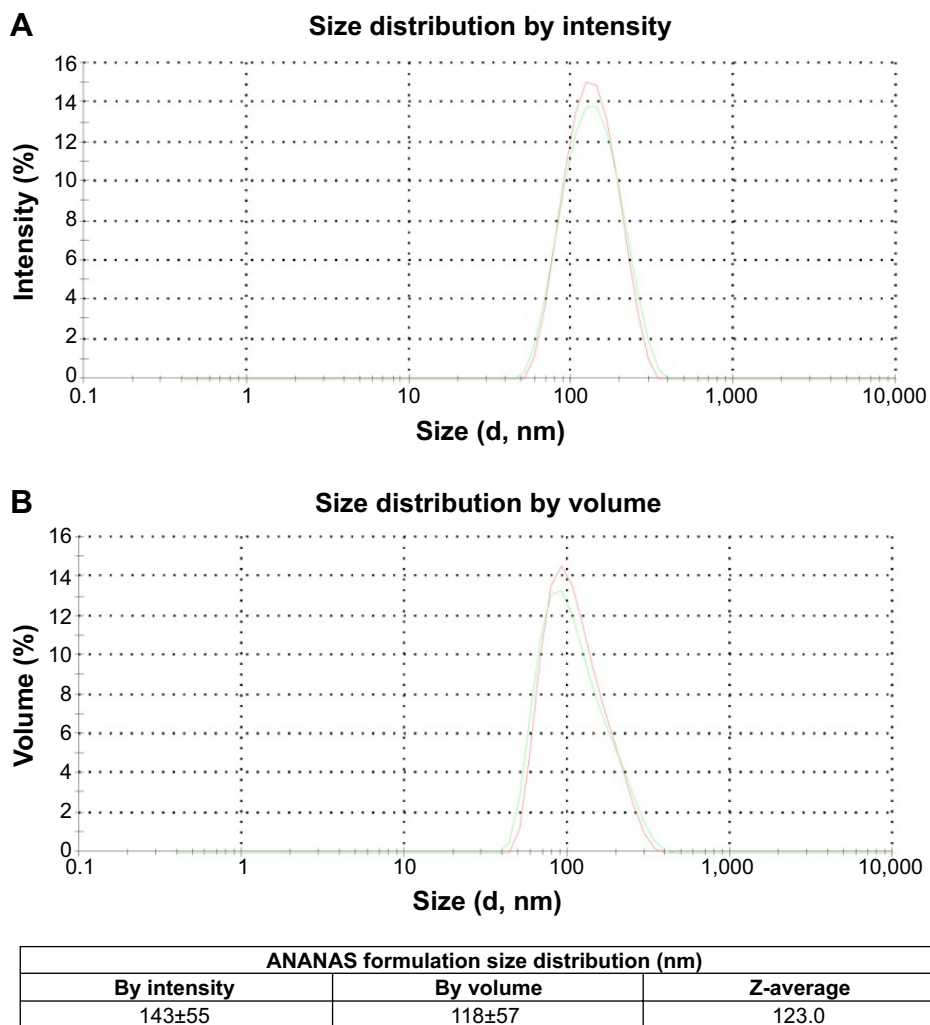 A
Size distribution by intensity
16
14
12
10
8
6
4
2
0
Intensity (%)
0.1 1 10 100 1,000 10,000
Size (d, nm)
B
Size distribution by volume
16
14
12
10
8
6
4
2
0
Volume (%)
0.1 1 10 100 1,000 10,000
Size (d, nm)
ANANAS formulation size distribution (nm)
By intensity By volume Z-average
143±55 118±57 123.0